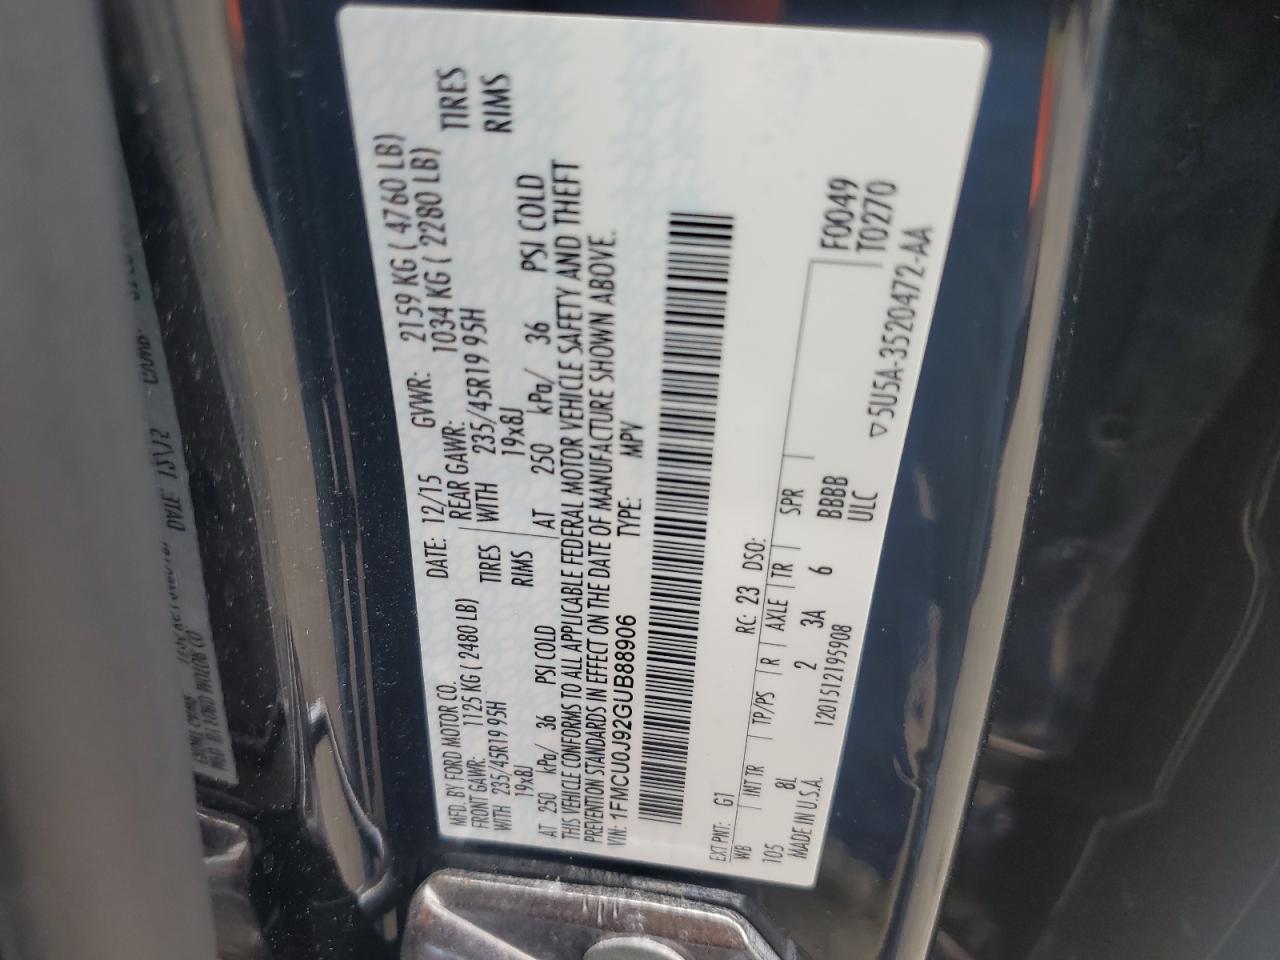 MFD. BY FORD MOTOR CO.
DATE: 12/15 GVWR: 2159 KG ( 4760 LB)
FRONT GAWR: 1125 KG ( 2480 LB) REAR GAWR: 1034 KG ( 2280 LB)
WITH 235/45R19 95H TIRES WITH 235/45R19 95H TIRES
19x8J RIMS 19x8J RIMS
AT 250 kPa/ 36 PSI COLD AT 250 kPa/ 36 PSI COLD
THIS VEHICLE CONFORMS TO ALL APPLICABLE FEDERAL MOTOR VEHICLE SAFETY AND THEFT
PREVENTION STANDARDS IN EFFECT ON THE DATE OF MANUFACTURE SHOWN ABOVE.
VIN: 1FMCU0J92GUB88906 TYPE: MPV
EXT PNT: G1 RC: 23 DSO:
WB INT TR TP/PS R AXLE TR SPR F0049
105 8L 2 3A 6 BBBB T0270
MADE IN U.S.A. 1201512195908 ULC
▽5U5A-3520472-AA